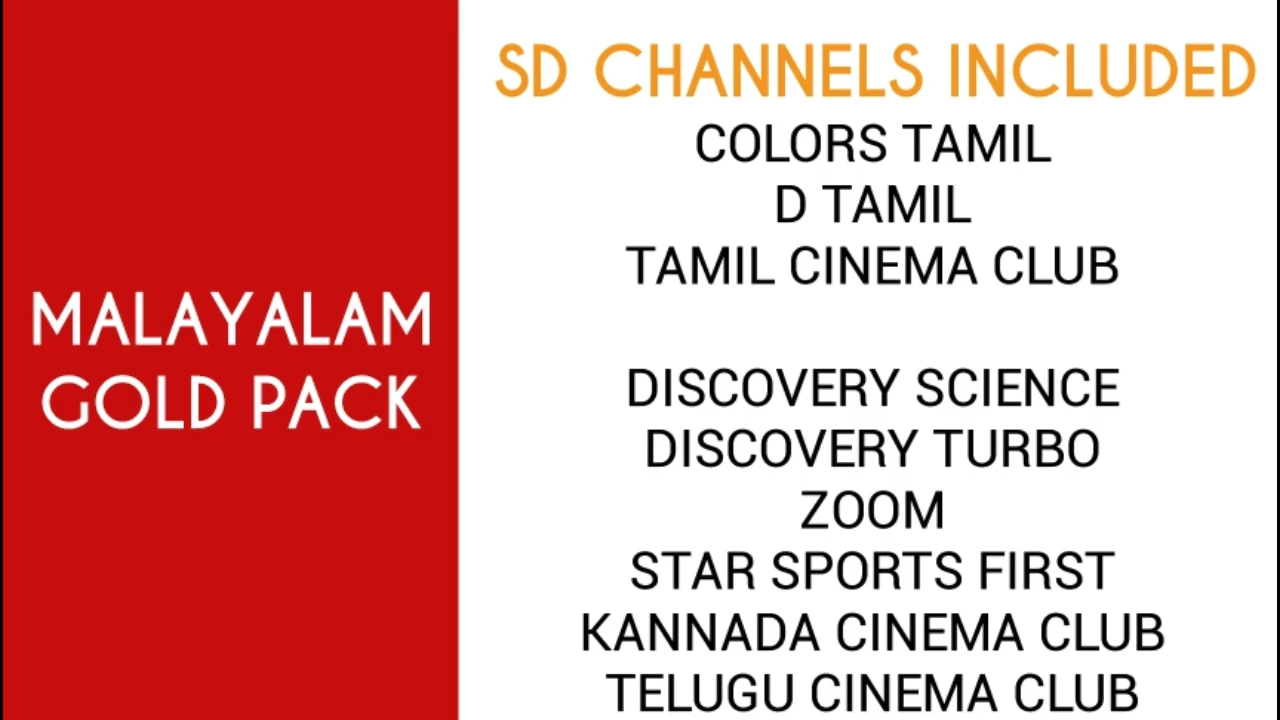 MALAYALAM
GOLD PACK
SD CHANNELS INCLUDED
COLORS TAMIL
D TAMIL
TAMIL CINEMA CLUB
DISCOVERY SCIENCE
DISCOVERY TURBO
ZOOM
STAR SPORTS FIRST
KANNADA CINEMA CLUB
TELUGU CINEMA CLUB